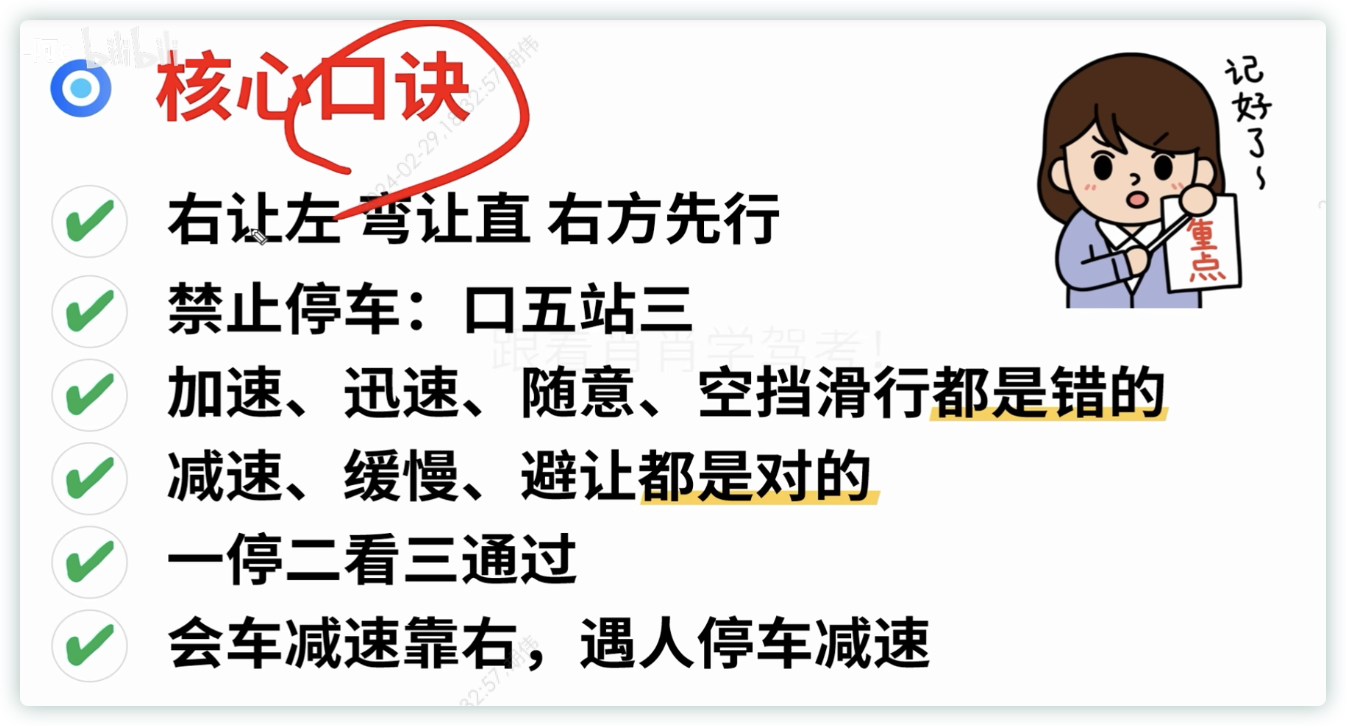 bilibili
核心口诀
记好了~
重点
右让左 弯让直 右方先行
禁止停车：口五站三
跟着肖肖学驾考！
加速、迅速、随意、空挡滑行都是错的
减速、缓慢、避让都是对的
一停二看三通过
会车减速靠右，遇人停车减速